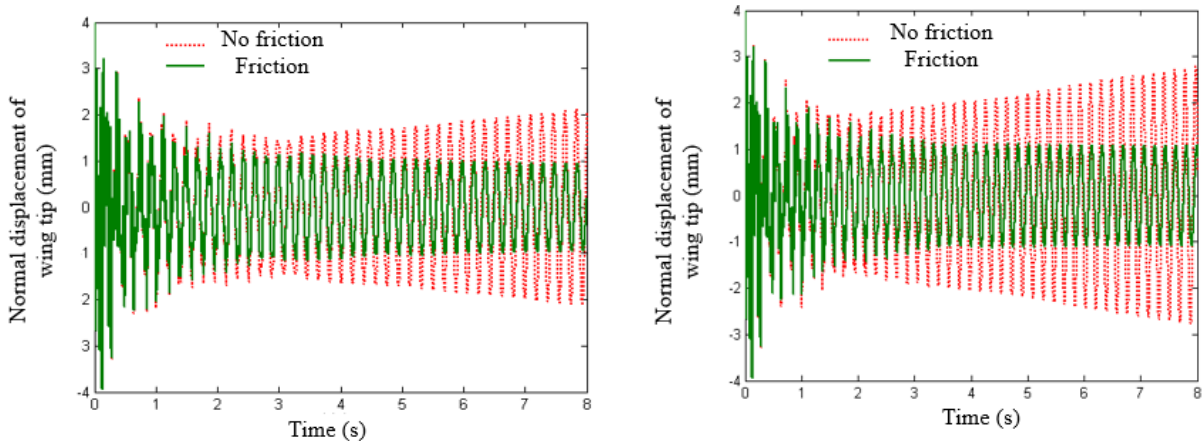 4
3
2
1
0
1
2
3
-4
Normal displacement of
wing tip (mm)
No friction
Friction
0 1 2 3 4 5 6 7 8
Time (s)
4
3
2
1
0
-1
-2
-3
-4
Normal displacement of
wing tip (mm)
No friction
Friction
0 1 2 3 4 5 6 7 8
Time (s)